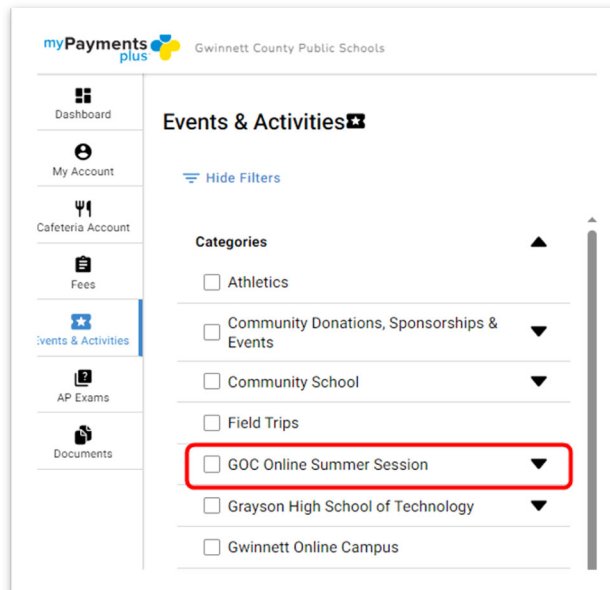 myPayments
plus
Gwinnett County Public Schools
Dashboard
My Account
Cafeteria Account
Fees
Events & Activities
AP Exams
Documents
Events & Activities
Hide Filters
Categories
Athletics
Community Donations, Sponsorships &
Events
Community School
Field Trips
GOC Online Summer Session
Grayson High School of Technology
Gwinnett Online Campus